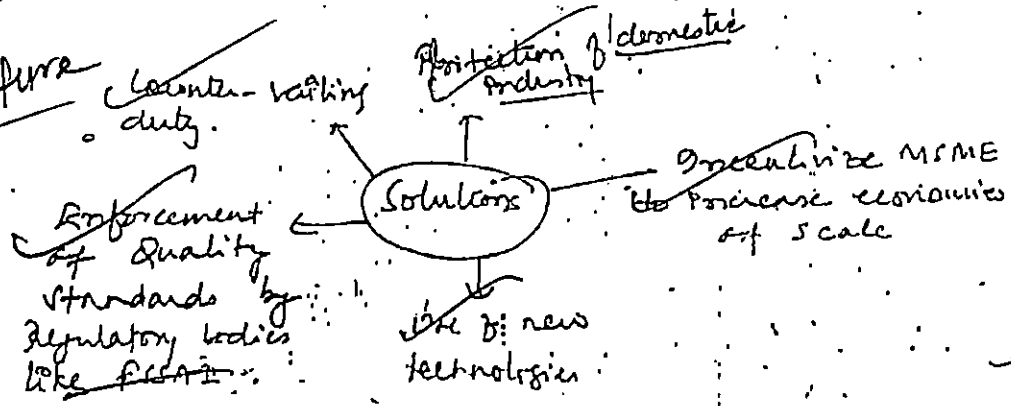 Counter-vailing
duty.
Protection of domestic
industry
Solutions
Incentivize MSME
to increase economies
of scale
Enforcement
of Quality
standards by
Regulatory bodies
like FSSAI
Use of new
technologies.